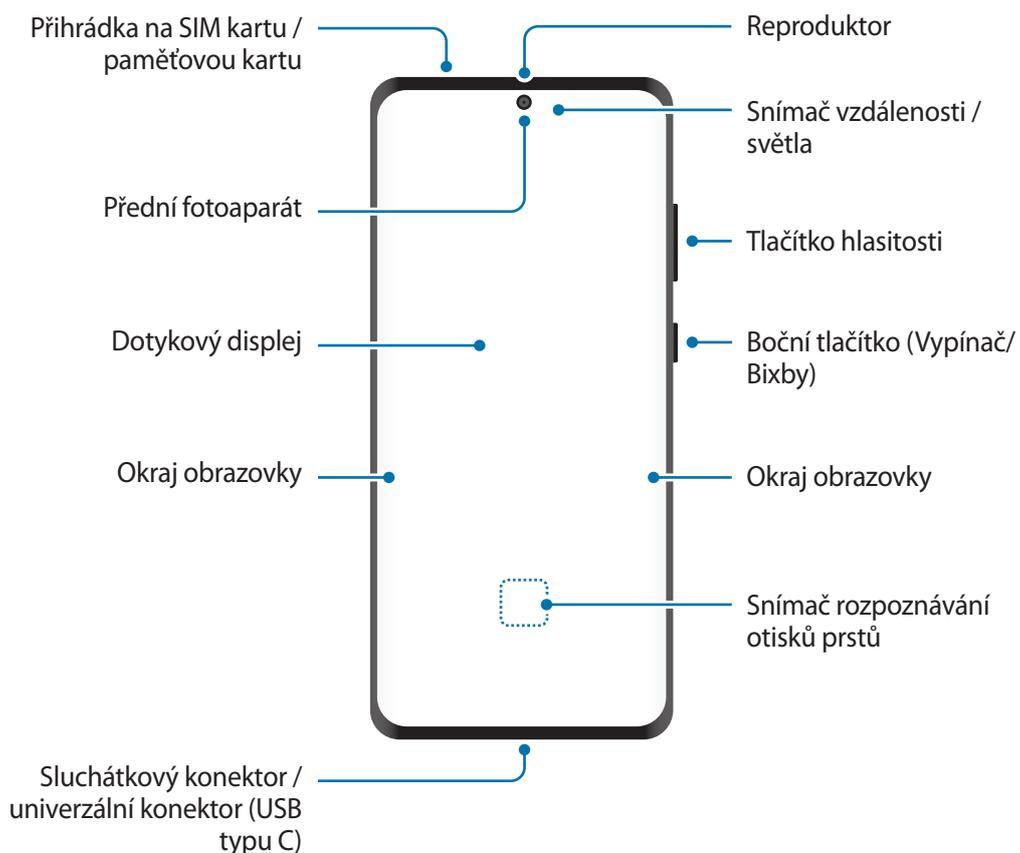 Přihrádka na SIM kartu /
paměťovou kartu
Přední fotoaparát
Dotykový displej
Okraj obrazovky
Sluchátkový konektor /
univerzální konektor (USB
typu C)
Reproduktor
Snímač vzdálenosti /
světla
Tlačítko hlasitosti
Boční tlačítko (Vypínač/
Bixby)
Okraj obrazovky
Snímač rozpoznávání
otisků prstů